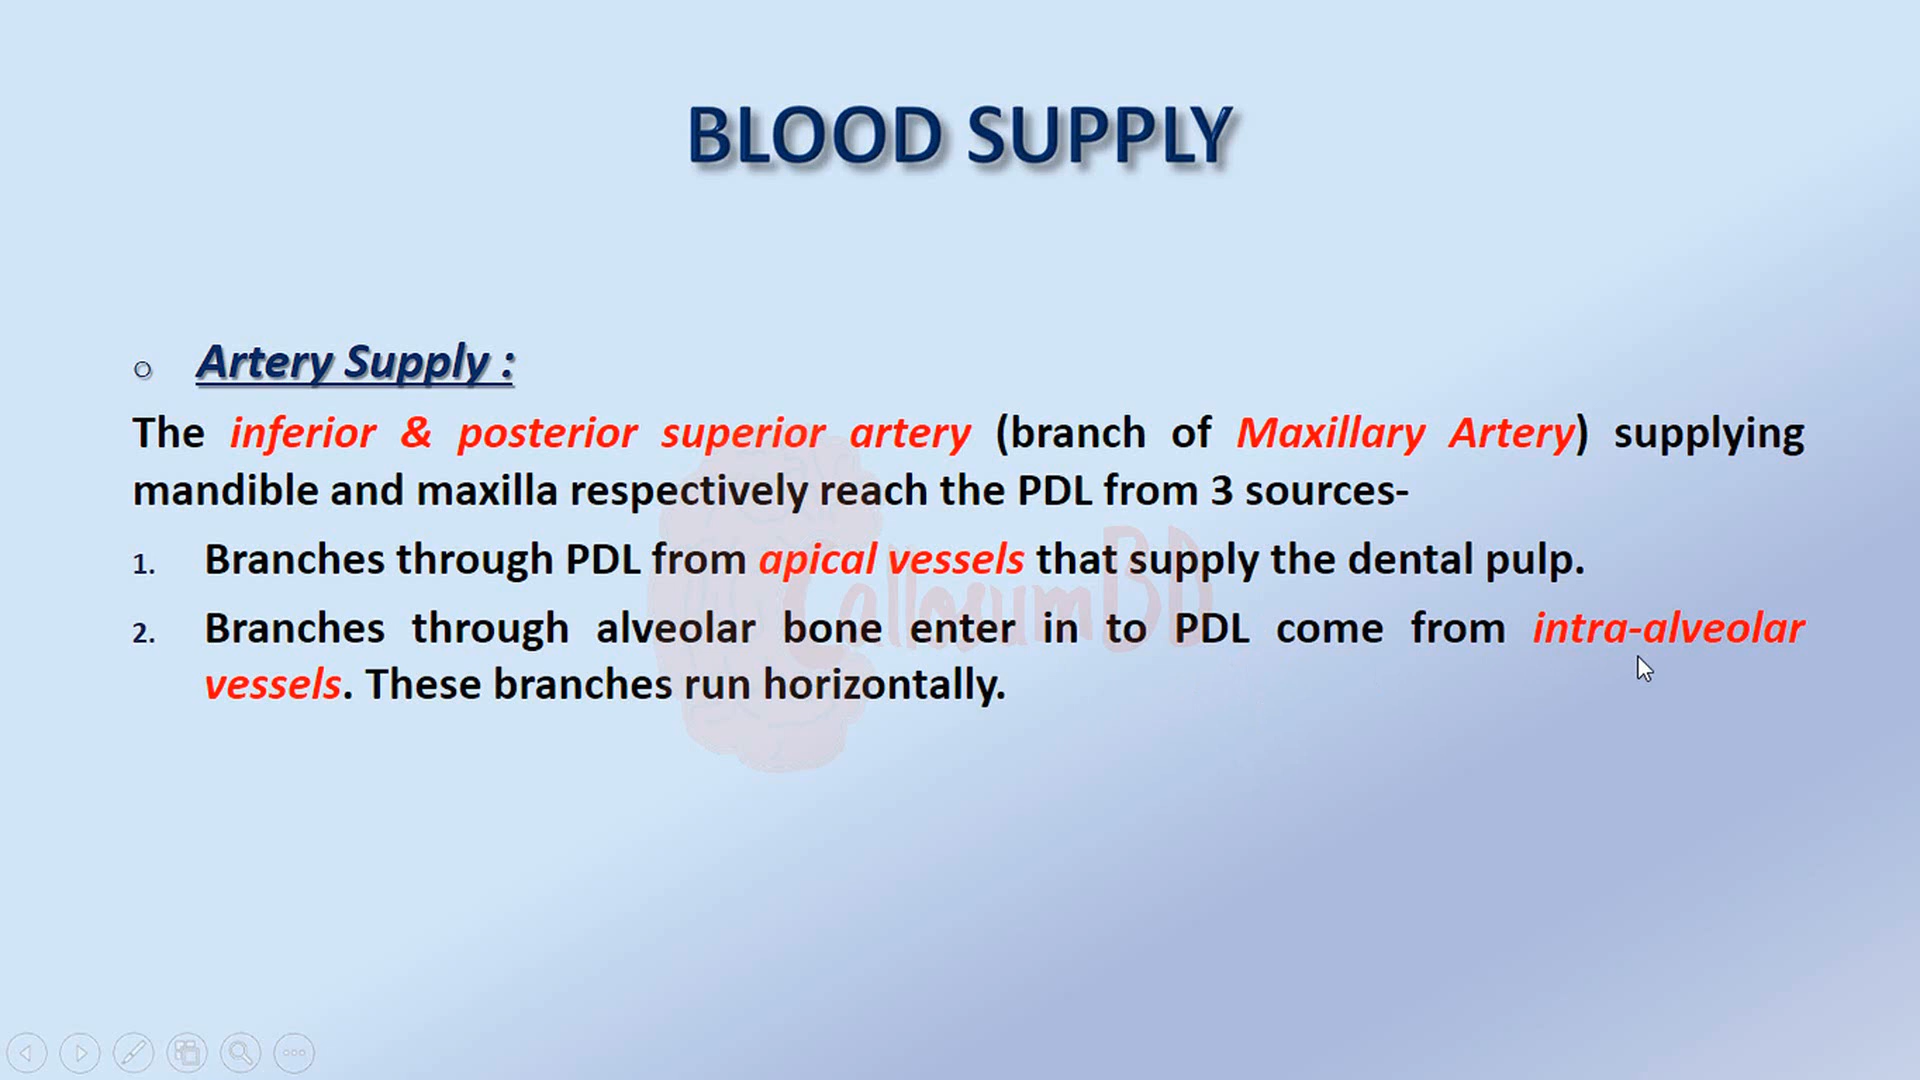 BLOOD SUPPLY
Artery Supply :
The inferior & posterior superior artery (branch of Maxillary Artery) supplying
mandible and maxilla respectively reach the PDL from 3 sources-
1. Branches through PDL from apical vessels that supply the dental pulp.
2. Branches through alveolar bone enter in to PDL come from intra-alveolar
vessels. These branches run horizontally.
CallosumBD